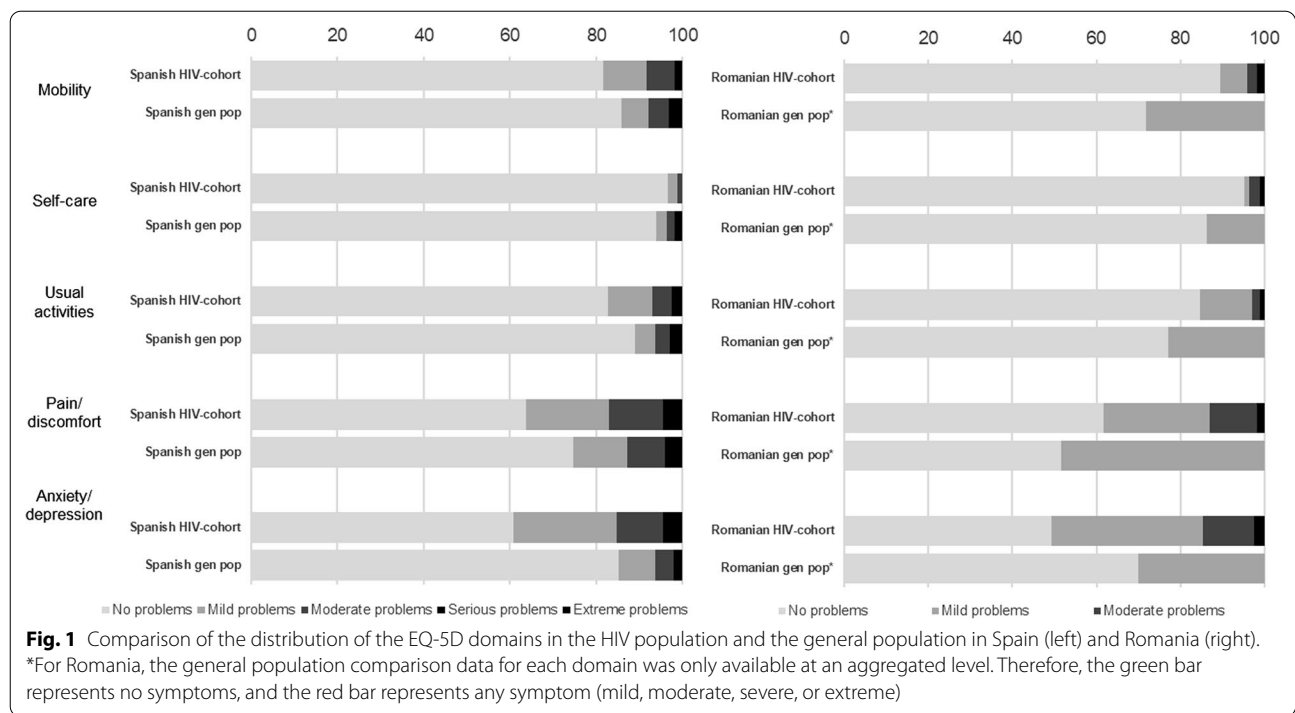 0 20 40 60 80 100
Mobility
Spanish HIV-cohort
Spanish gen pop
Self-care
Spanish HIV-cohort
Spanish gen pop
Usual
activities
Spanish HIV-cohort
Spanish gen pop
Pain/
discomfort
Spanish HIV-cohort
Spanish gen pop
Anxiety/
depression
Spanish HIV-cohort
Spanish gen pop
No problems Mild problems Moderate problems Serious problems Extreme problems
0 20 40 60 80 100
Romanian HIV-cohort
Romanian gen pop*
Romanian HIV-cohort
Romanian gen pop*
Romanian HIV-cohort
Romanian gen pop*
Romanian HIV-cohort
Romanian gen pop*
Romanian HIV-cohort
Romanian gen pop*
No problems Mild problems Moderate problems
Fig. 1 Comparison of the distribution of the EQ-5D domains in the HIV population and the general population in Spain (left) and Romania (right).
*For Romania, the general population comparison data for each domain was only available at an aggregated level. Therefore, the green bar
represents no symptoms, and the red bar represents any symptom (mild, moderate, severe, or extreme)